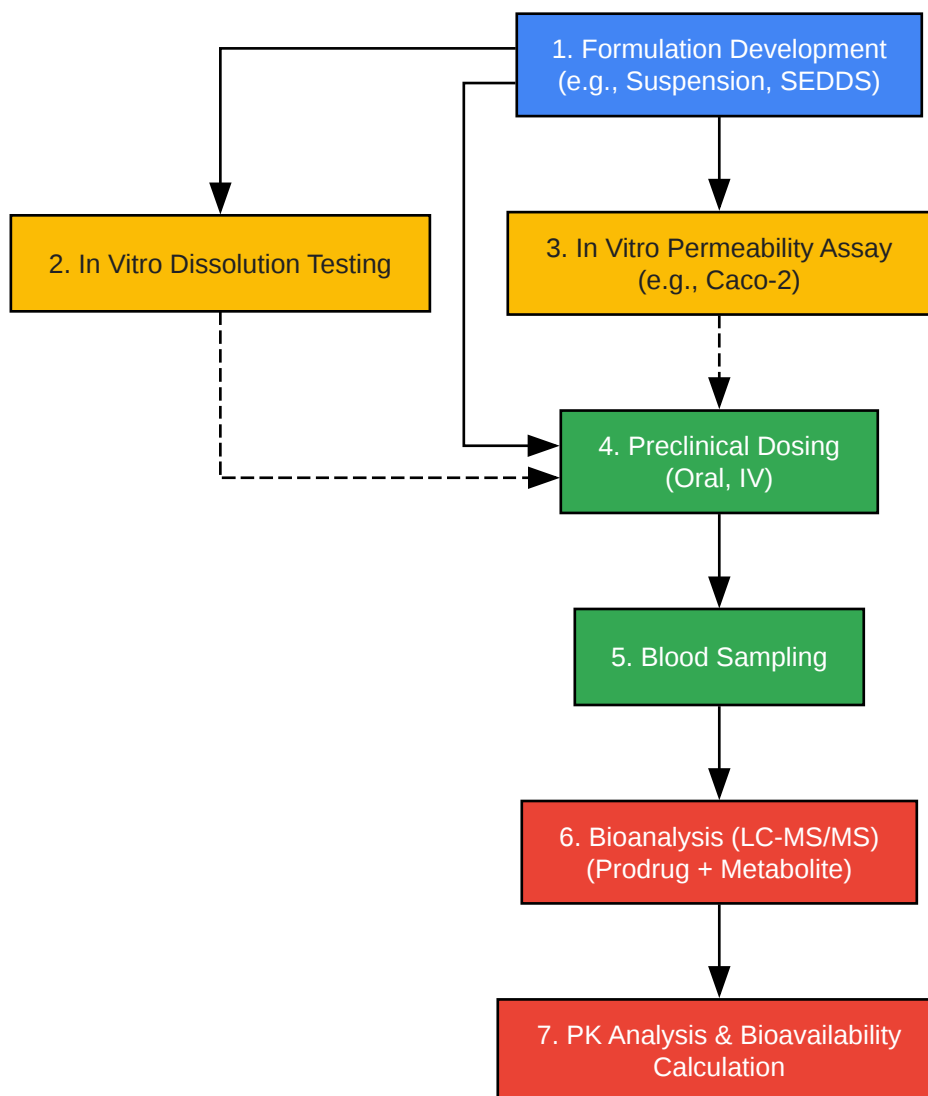 1. Formulation Development
(e.g., Suspension, SEDDS)
2. In Vitro Dissolution Testing
3. In Vitro Permeability Assay
(e.g., Caco-2)
4. Preclinical Dosing
(Oral, IV)
5. Blood Sampling
6. Bioanalysis (LC-MS/MS)
(Prodrug + Metabolite)
7. PK Analysis & Bioavailability
Calculation